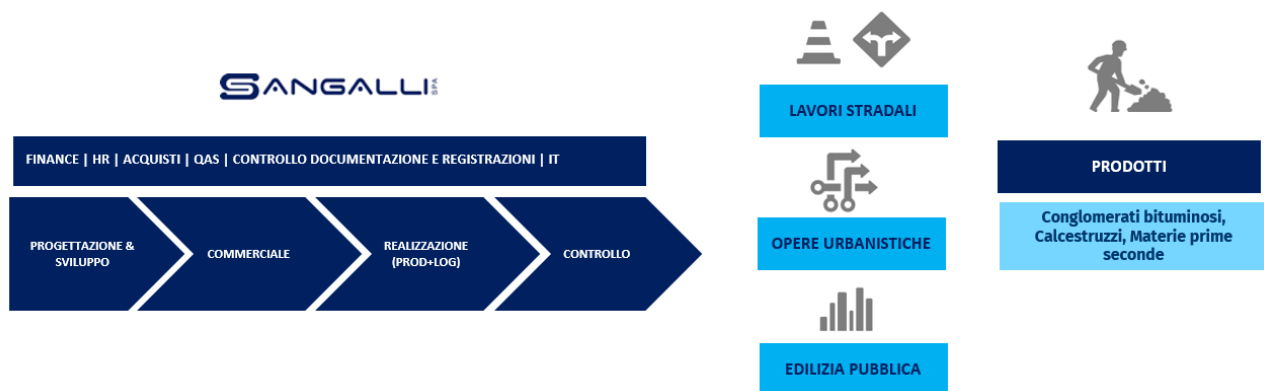 SANGALLI SPA
FINANCE | HR | ACQUISTI | QAS | CONTROLLO DOCUMENTAZIONE E REGISTRAZIONI | IT
PROGETTAZIONE &
SVILUPPO
COMMERCIALE
REALIZZAZIONE
(PROD+LOG)
CONTROLLO
LAVORI STRADALI
OPERE URBANISTICHE
EDILIZIA PUBBLICA
PRODOTTI
Conglomerati bituminosi,
Calcestruzzi, Materie prime
seconde